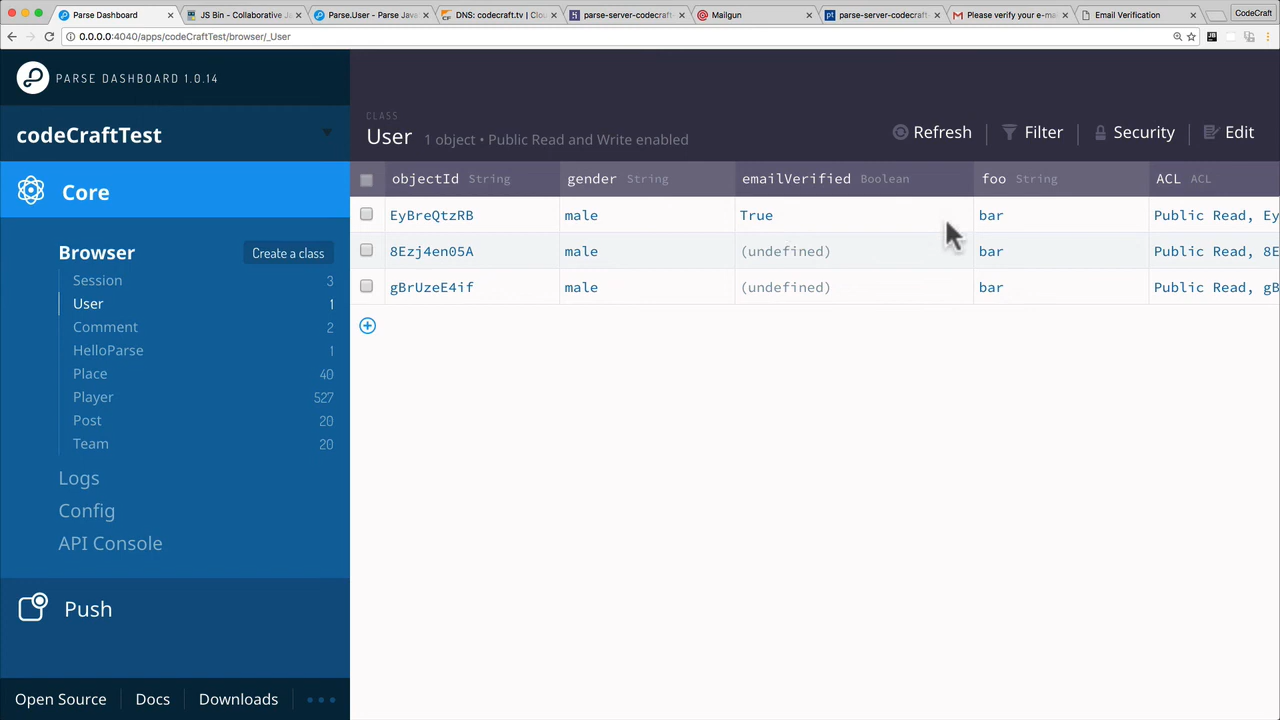 Parse Dashboard
JS Bin - Collaborative Ja
Parse.User - Parse Java
DNS: codecraft.tv | Clou
parse-server-codecraft
Mailgun
parse-server-codecraft
Please verify your e-ma
Email Verification
CodeCraft
0.0.0.0:4040/apps/codeCraftTest/browser/_User
PARSE DASHBOARD 1.0.14
codeCraftTest
Core
Browser
Create a class
Session 3
User 1
Comment 2
HelloParse 1
Place 40
Player 527
Post 20
Team 20
Logs
Config
API Console
Push
Open Source
Docs
Downloads
CLASS
User 1 object • Public Read and Write enabled
Refresh
Filter
Security
Edit
objectId String gender String emailVerified Boolean foo String ACL ACL
EyBreQtzRB male True bar Public Read, Ey
8Ezj4en05A male (undefined) bar Public Read, 8E
gBrUzeE4if male (undefined) bar Public Read, gB